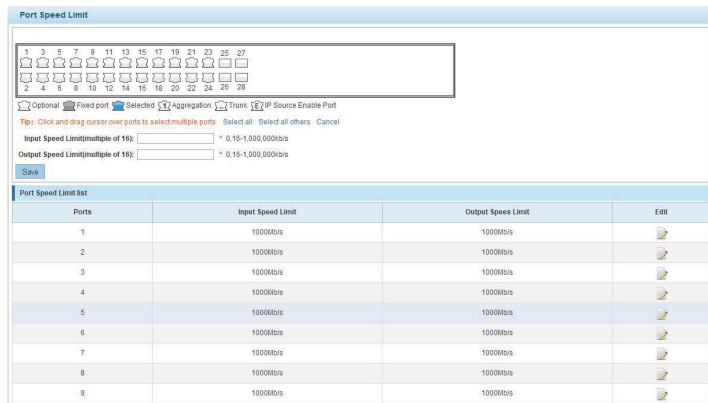 Port Speed Limit
1 3 5 7 9 11 13 15 17 19 21 23 25 27
2 4 6 8 10 12 14 16 18 20 22 24 26 28
Optional Fixed port Selected 1 Aggregation Trunk E IP Source Enable Port
Tip: Click and drag cursor over ports to select multiple ports Select all Select all others Cancel
Input Speed Limit(multiple of 16): * 0,16-1,000,000kb/s
Output Speed Limit(multiple of 16): * 0,16-1,000,000kb/s
Save
Port Speed Limit list
Ports Input Speed Limit Output Spees Limit Edit
1 1000Mb/s 1000Mb/s
2 1000Mb/s 1000Mb/s
3 1000Mb/s 1000Mb/s
4 1000Mb/s 1000Mb/s
5 1000Mb/s 1000Mb/s
6 1000Mb/s 1000Mb/s
7 1000Mb/s 1000Mb/s
8 1000Mb/s 1000Mb/s
9 1000Mb/s 1000Mb/s